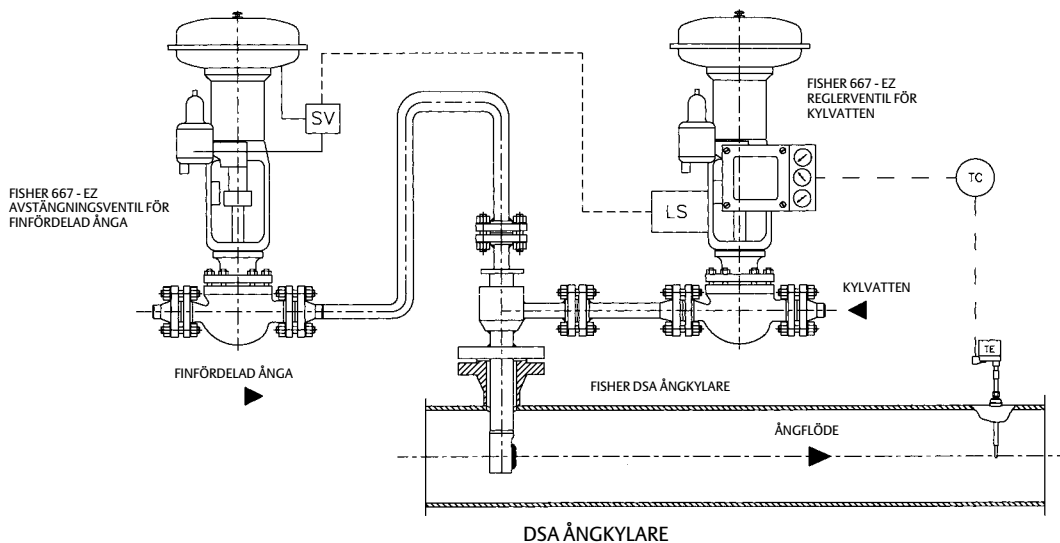 FISHER 667 - EZ
REGLERVENTIL FÖR
KYLVATTEN
SV
TC
FISHER 667 - EZ
AVSTÄNGNINGSVENTIL FÖR
FINFÖRDELAD ÅNGA
LS
KYLVATTEN
TE
FINFÖRDELAD ÅNGA
FISHER DSA ÅNGKYLARE
ÅNGFLÖDE
DSA ÅNGKYLARE